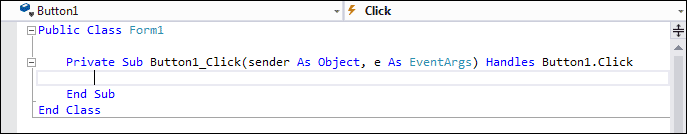 Button1 Click
Public Class Form1
Private Sub Button1_Click(sender As Object, e As EventArgs) Handles Button1.Click
End Sub
End Class